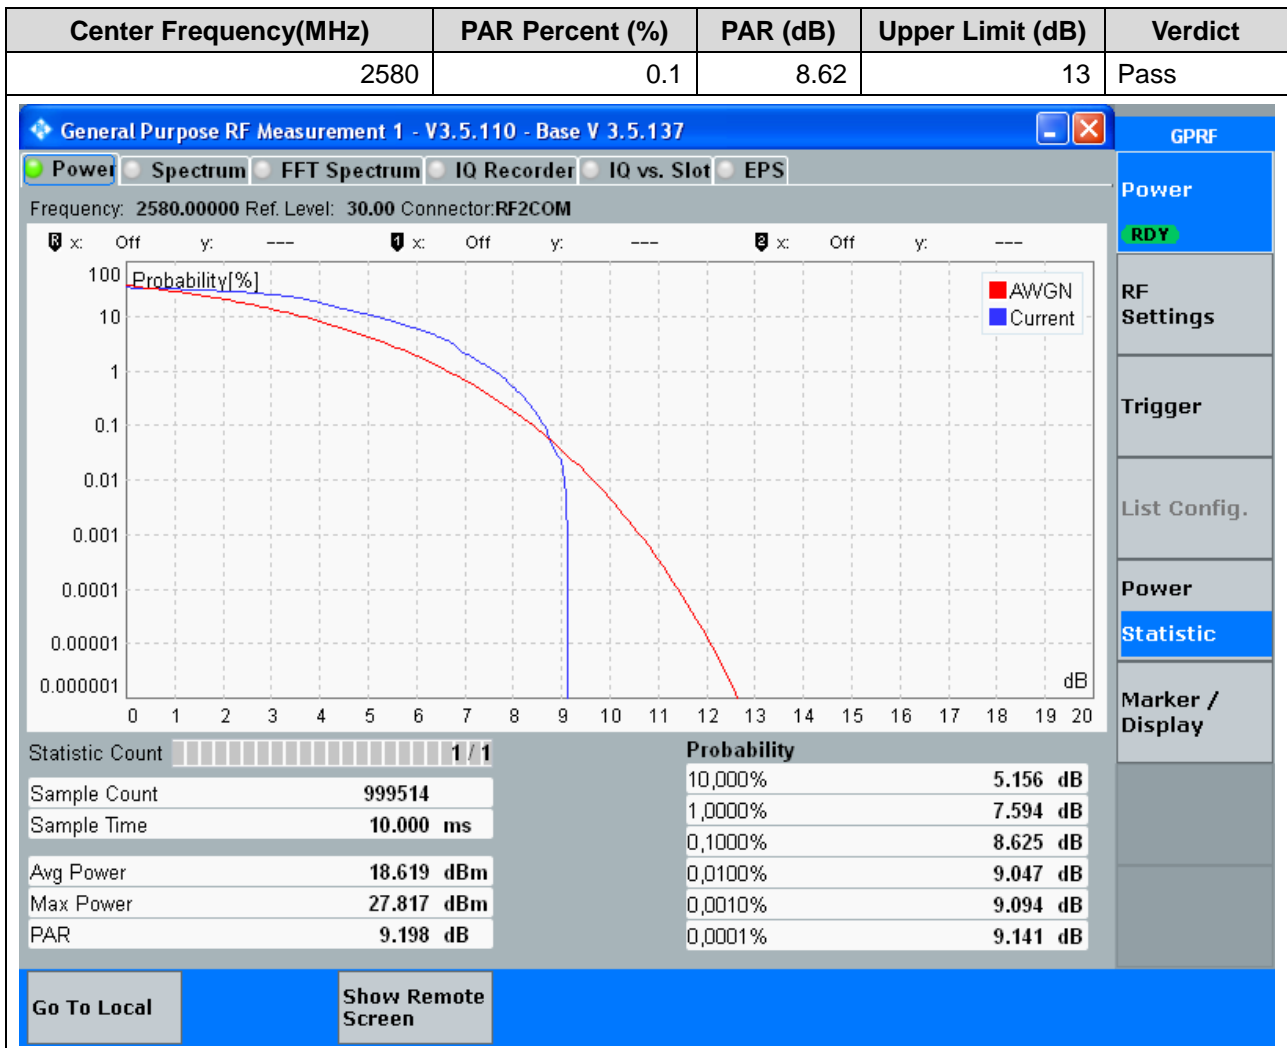 Center Frequency(MHz) PAR Percent (%) PAR (dB) Upper Limit (dB) Verdict
2580 0.1 8.62 13 Pass
General Purpose RF Measurement 1 - V3.5.110 - Base V 3.5.137
GPRF
Power Spectrum FFT Spectrum IQ Recorder IQ vs. Slot EPS
Power
RDY
Frequency: 2580.00000 Ref. Level: 30.00 Connector:RF2COM
R x: Off y: --- 1 x: Off y: --- 2 x: Off y: ---
Probability[%]
AWGN
Current
100
10
1
0.1
0.01
0.001
0.0001
0.00001
0.000001
dB
0 1 2 3 4 5 6 7 8 9 10 11 12 13 14 15 16 17 18 19 20
RF
Settings
Trigger
List Config.
Power
Statistic
Marker /
Display
Statistic Count 1 / 1
Sample Count 999514
Sample Time 10.000 ms
Avg Power 18.619 dBm
Max Power 27.817 dBm
PAR 9.198 dB
Probability
10,000% 5.156 dB
1,0000% 7.594 dB
0,1000% 8.625 dB
0,0100% 9.047 dB
0,0010% 9.094 dB
0,0001% 9.141 dB
Go To Local
Show Remote
Screen